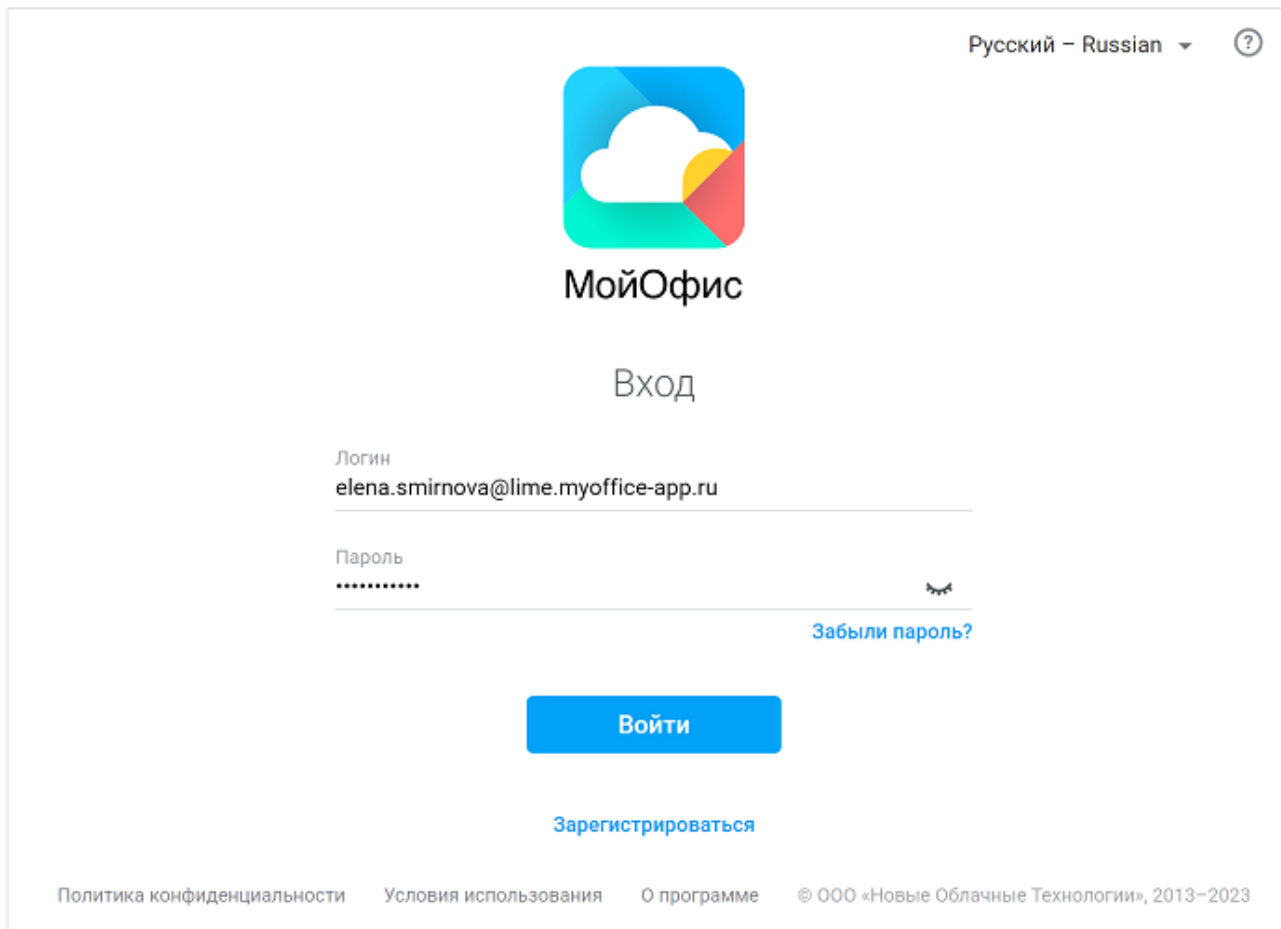 Русский – Russian
МойОфис
Вход
Логин
elena.smirnova@lime.myoffice-app.ru
Пароль
•••••••••••
Забыли пароль?
Войти
Зарегистрироваться
Политика конфиденциальности Условия использования О программе © ООО «Новые Облачные Технологии», 2013–2023